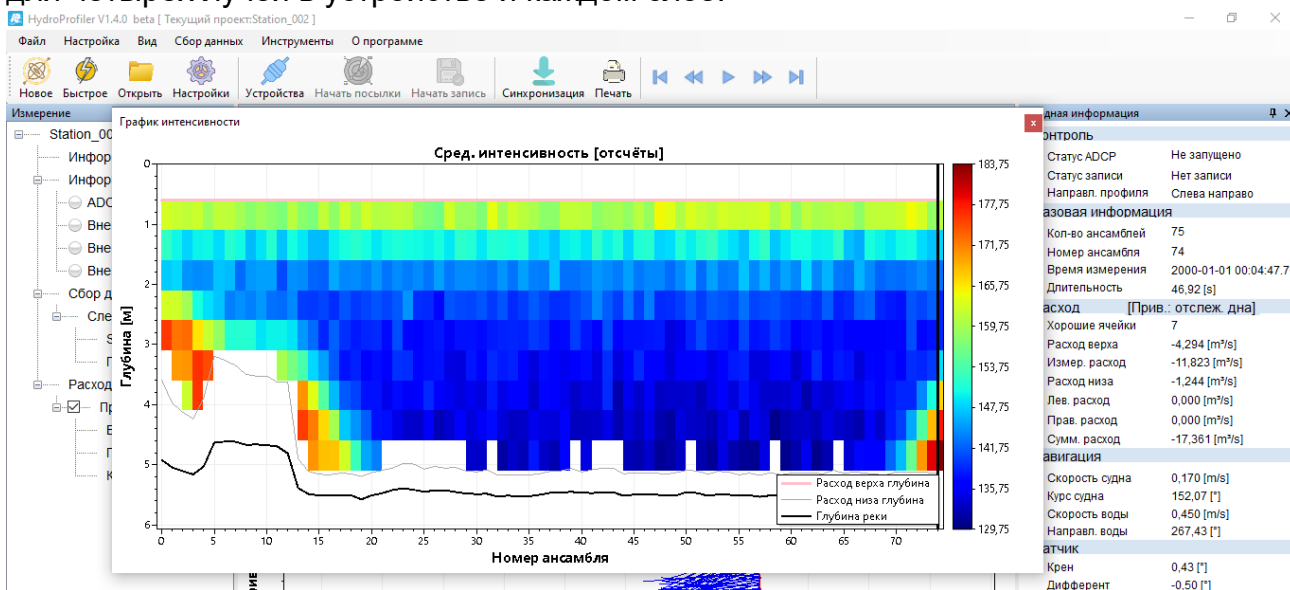 для четырех лучей в устройстве и каждом слое.
HydroProfiler V1.4.0 beta [ Текущий проект:Station_002 ]
Файл Настройка Вид Сбор данных Инструменты О программе
Новое Быстрое Открыть Настройки Устройства Начать посылки Начать запись Синхронизация Печать
Измерение
Station_00
Инфор
Инфор
ADC
Вне
Вне
Вне
Сбор д
Сле
Расход
График интенсивности
Сред. интенсивность [отсчёты]
Глубина [м]
0
1
2
3
4
5
6
0 5 10 15 20 25 30 35 40 45 50 55 60 65 70
Номер ансамбля
Расход верха глубина
Расход низа глубина
Глубина реки
183,75
177,75
171,75
165,75
159,75
153,75
147,75
141,75
135,75
129,75
дная информация
онтроль
Статус ADCP Не запущено
Статус записи Нет записи
Направл. профиля Слева направо
азовая информация
Кол-во ансамблей 75
Номер ансамбля 74
Время измерения 2000-01-01 00:04:47.7
Длительность 46,92 [s]
асход [Прив.: отслеж. дна]
Хорошие ячейки 7
Расход верха -4,294 [m³/s]
Измер. расход -11,823 [m³/s]
Расход низа -1,244 [m³/s]
Лев. расход 0,000 [m³/s]
Прав. расход 0,000 [m³/s]
Сумм. расход -17,361 [m³/s]
авигация
Скорость судна 0,170 [m/s]
Курс судна 152,07 [°]
Скорость воды 0,450 [m/s]
Направл. воды 267,43 [°]
атчик
Крен 0,43 [°]
Дифферент -0,50 [°]